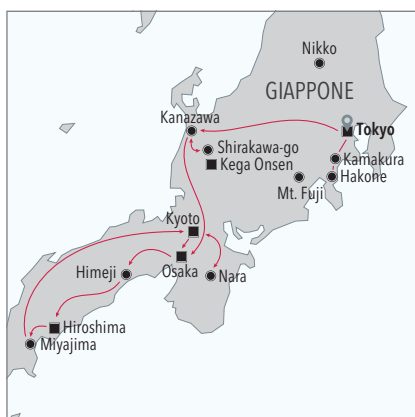 Nikko
GIAPPONE
Kanazawa
Tokyo
Shirakawa-go
Kamakura
Kega Onsen
Hakone
Mt. Fuji
Kyoto
Himeji
Osaka
Nara
Hiroshima
Miyajima